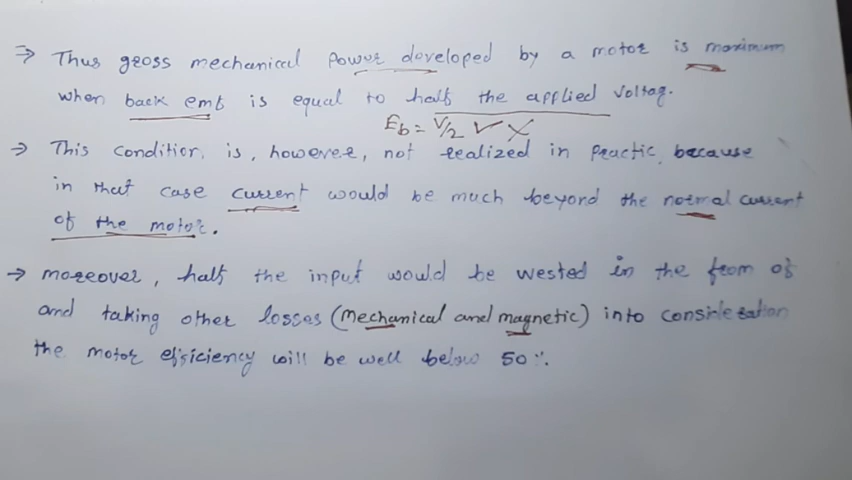 ⇒ Thus gross mechanical power developed by a motor is maximum
when back emf is equal to half the applied voltag.
Eb = V/2 ✓ ✗
→ This condition is, however, not realized in practic because
in that case current would be much beyond the normal current
of the motor.
→ moreover, half the input would be wested in the from of
and taking other losses (mechanical and magnetic) into consideration
the motor efficiency will be well below 50%.